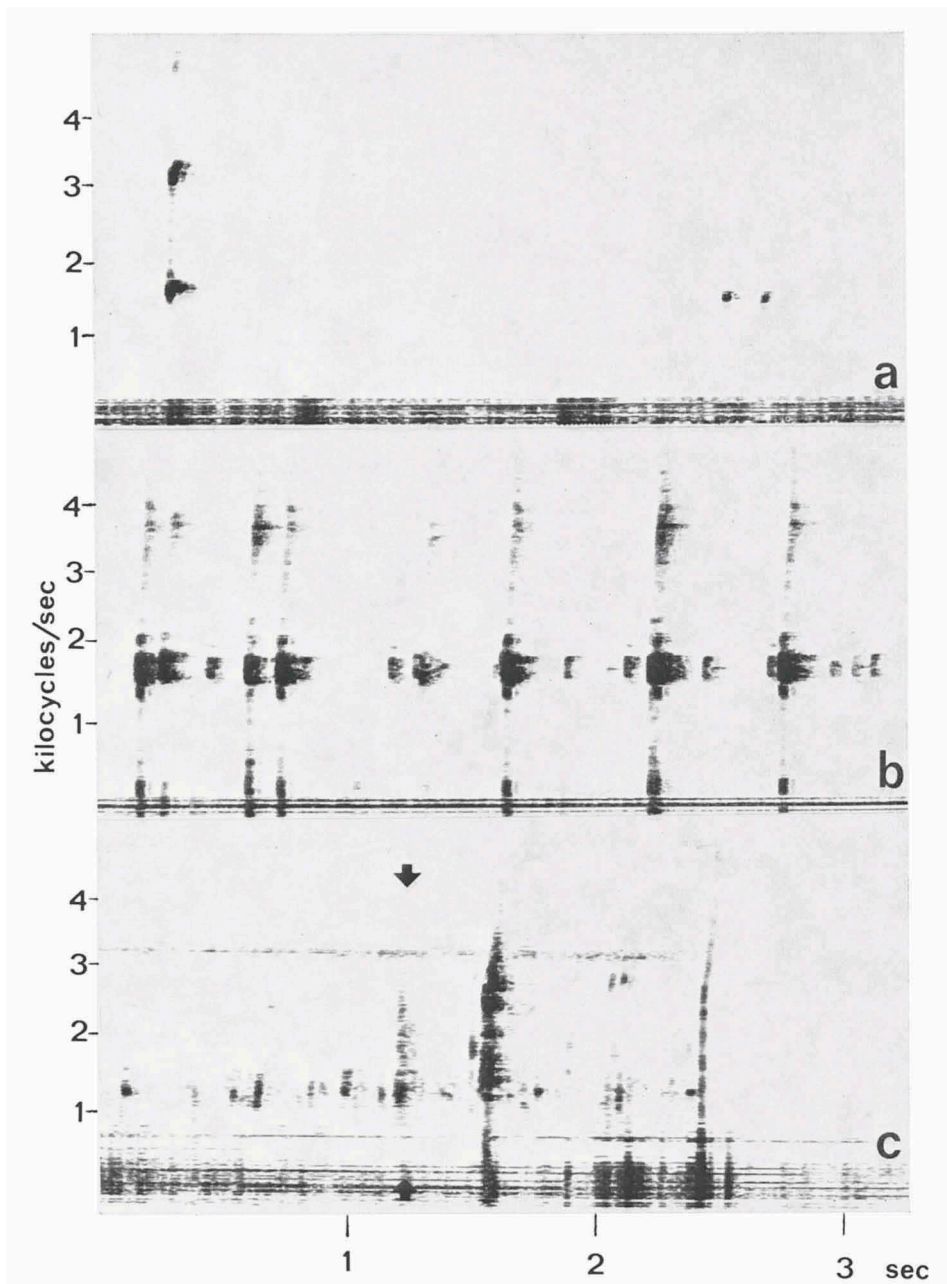 4-
3-
2-
1-
a
4-
3-
2-
1-
b
kilocycles/sec
4-
3-
2-
1-
c
1 2 3 sec